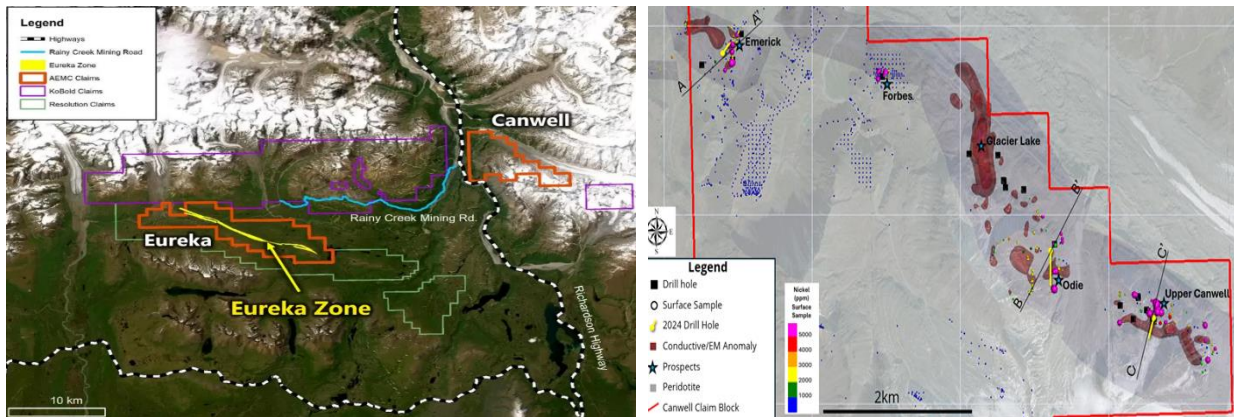 Legend
Highways
Rainy Creek Mining Road
Eureka Zone
AEMC Claims
KoBold Claims
Resolution Claims
Canwell
Rainy Creek Mining Rd.
Eureka
Eureka Zone
Richardson Highway
10 km
A'
Emerick
A
Forbes
Glacier Lake
B'
B
Odie
C'
Upper Canwell
C
N
E
S
Legend
Drill hole
Surface Sample
2024 Drill Hole
Conductive/EM Anomaly
Prospects
Peridotite
Canwell Claim Block
Nickel
(ppm)
Surface
Sample
5000
4000
3000
2000
1000
2km